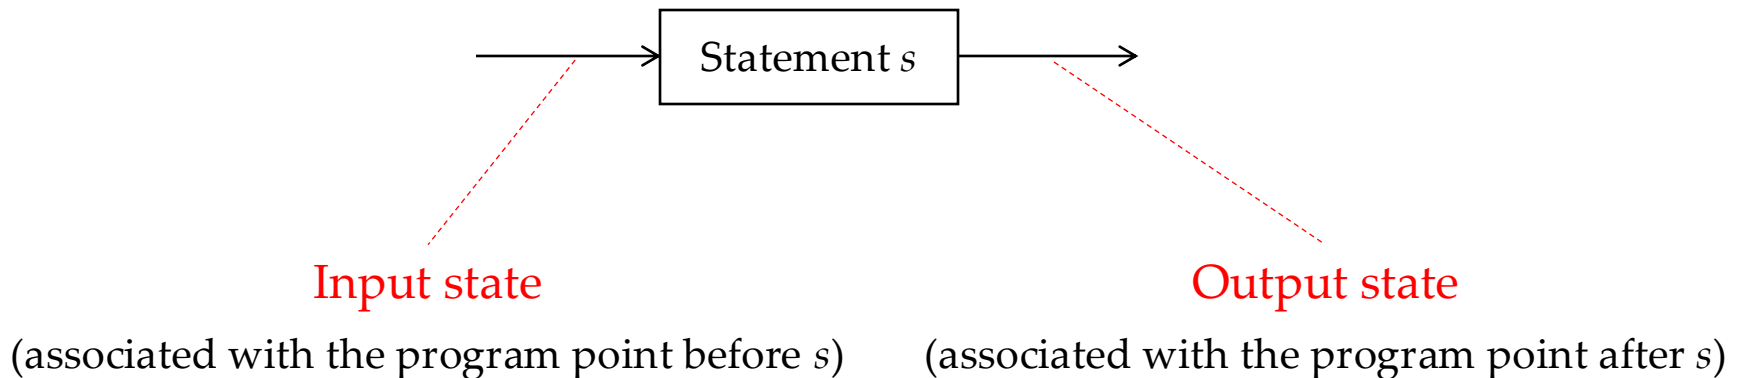 Statement s
Input state
Output state
(associated with the program point before s)
(associated with the program point after s)